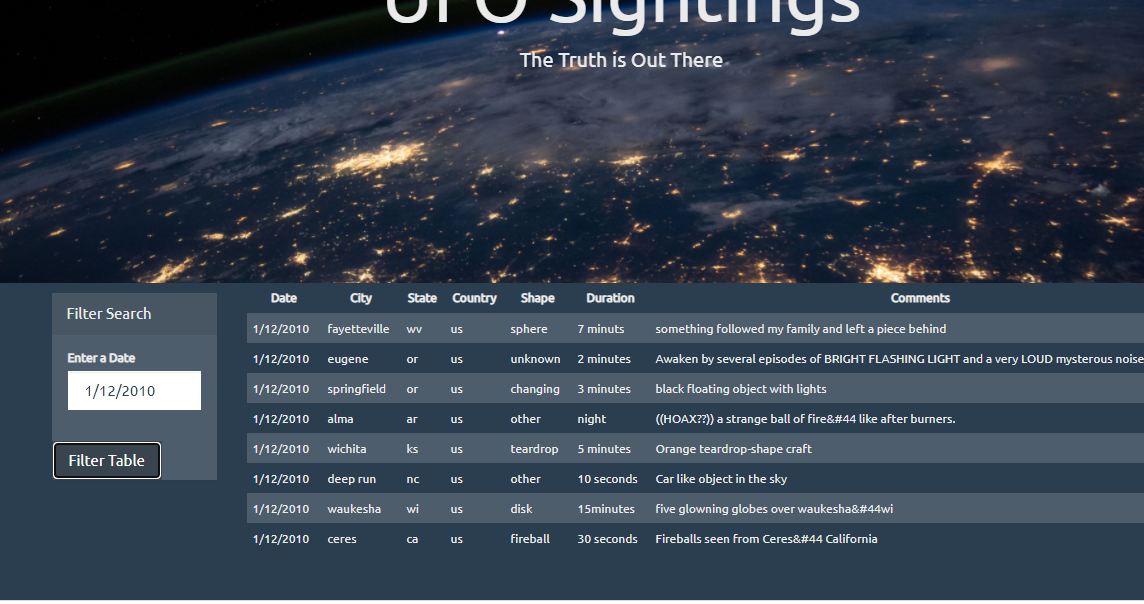 UFO Sightings
The Truth is Out There
Filter Search
Enter a Date
1/12/2010
Filter Table
Date City State Country Shape Duration Comments
1/12/2010 fayetteville wv us sphere 7 minuts something followed my family and left a piece behind
1/12/2010 eugene or us unknown 2 minutes Awaken by several episodes of BRIGHT FLASHING LIGHT and a very LOUD mysterous noise
1/12/2010 springfield or us changing 3 minutes black floating object with lights
1/12/2010 alma ar us other night ((HOAX??)) a strange ball of fire&#44 like after burners.
1/12/2010 wichita ks us teardrop 5 minutes Orange teardrop-shape craft
1/12/2010 deep run nc us other 10 seconds Car like object in the sky
1/12/2010 waukesha wi us disk 15minutes five glowning globes over waukesha&#44wi
1/12/2010 ceres ca us fireball 30 seconds Fireballs seen from Ceres&#44 California